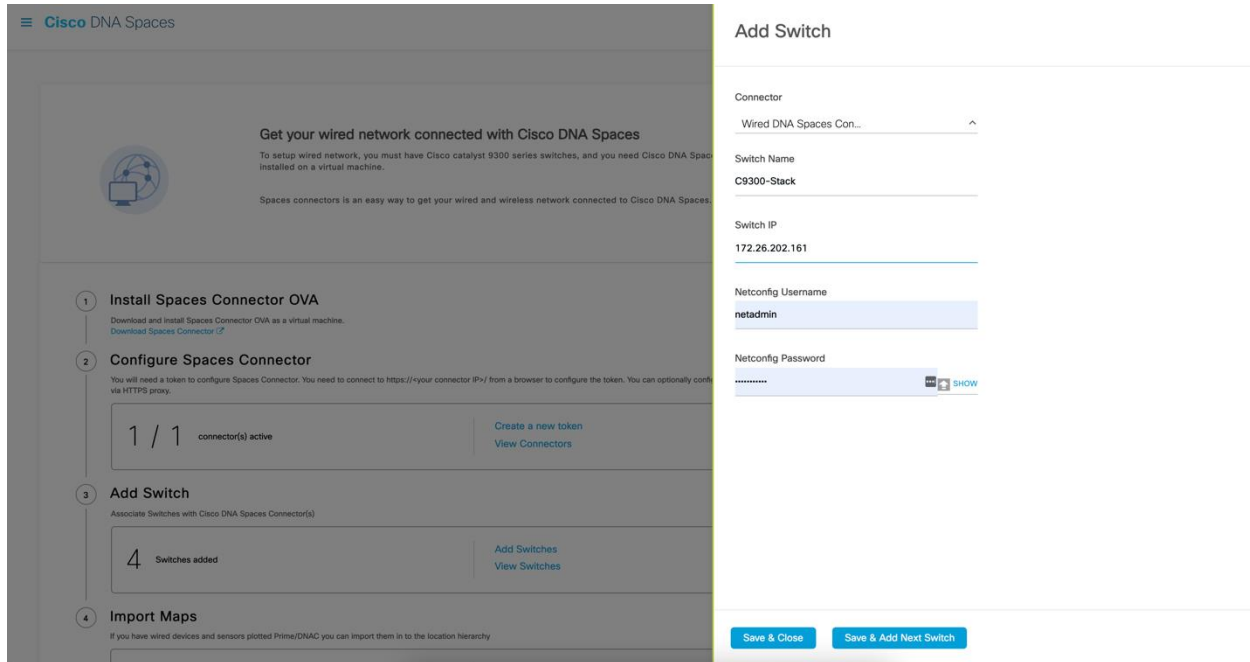 Cisco DNA Spaces
Get your wired network connected with Cisco DNA Spaces
To setup wired network, you must have Cisco catalyst 9300 series switches, and you need Cisco DNA Spac
installed on a virtual machine.
Spaces connectors is an easy way to get your wired and wireless network connected to Cisco DNA Spaces.
1 Install Spaces Connector OVA
Download and install Spaces Connector OVA as a virtual machine.
Download Spaces Connector
2 Configure Spaces Connector
You will need a token to configure Spaces Connector. You need to connect to https://<your connector IP>/ from a browser to configure the token. You can optionally confi
via HTTPS proxy.
1 / 1 connector(s) active
Create a new token
View Connectors
3 Add Switch
Associate Switches with Cisco DNA Spaces Connector(s)
4 Switches added
Add Switches
View Switches
4 Import Maps
If you have wired devices and sensors plotted Prime/DNAC you can import them in to the location hierarchy
Add Switch
Connector
Wired DNA Spaces Con...
Switch Name
C9300-Stack
Switch IP
172.26.202.161
Netconfig Username
netadmin
Netconfig Password
•••••••••••
SHOW
Save & Close
Save & Add Next Switch